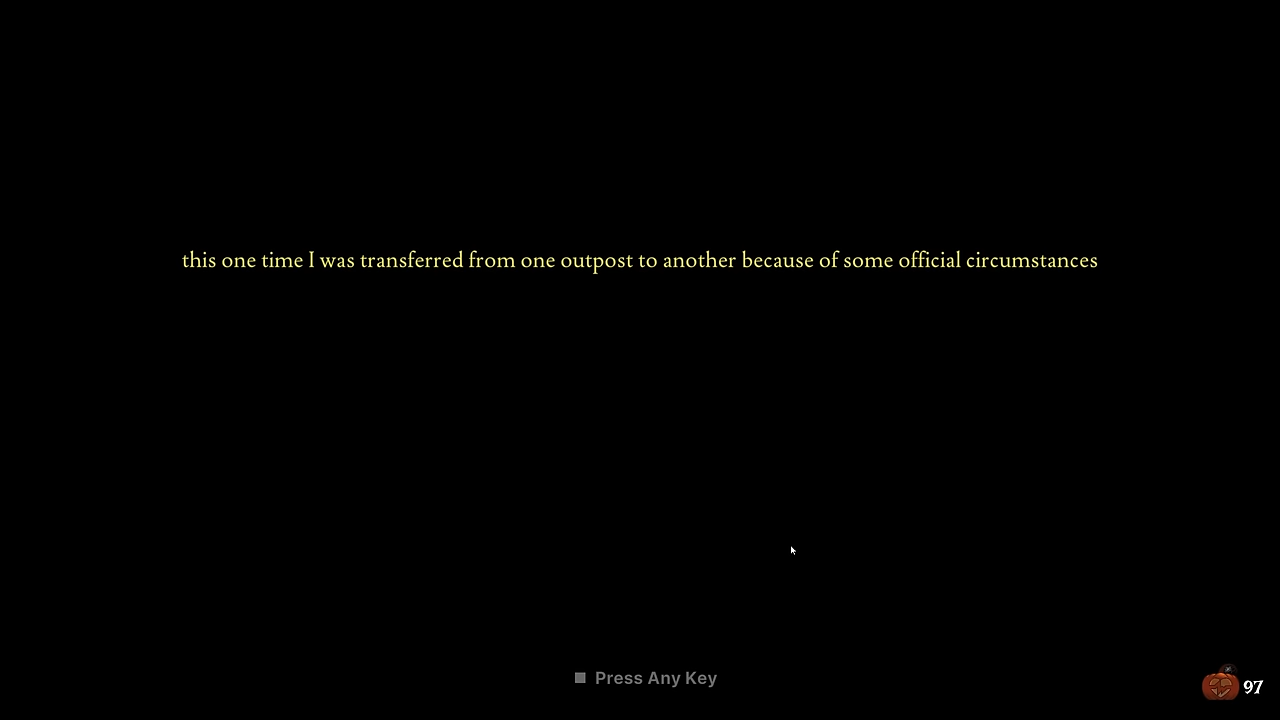 this one time I was transferred from one outpost to another because of some official circumstances
Press Any Key
97